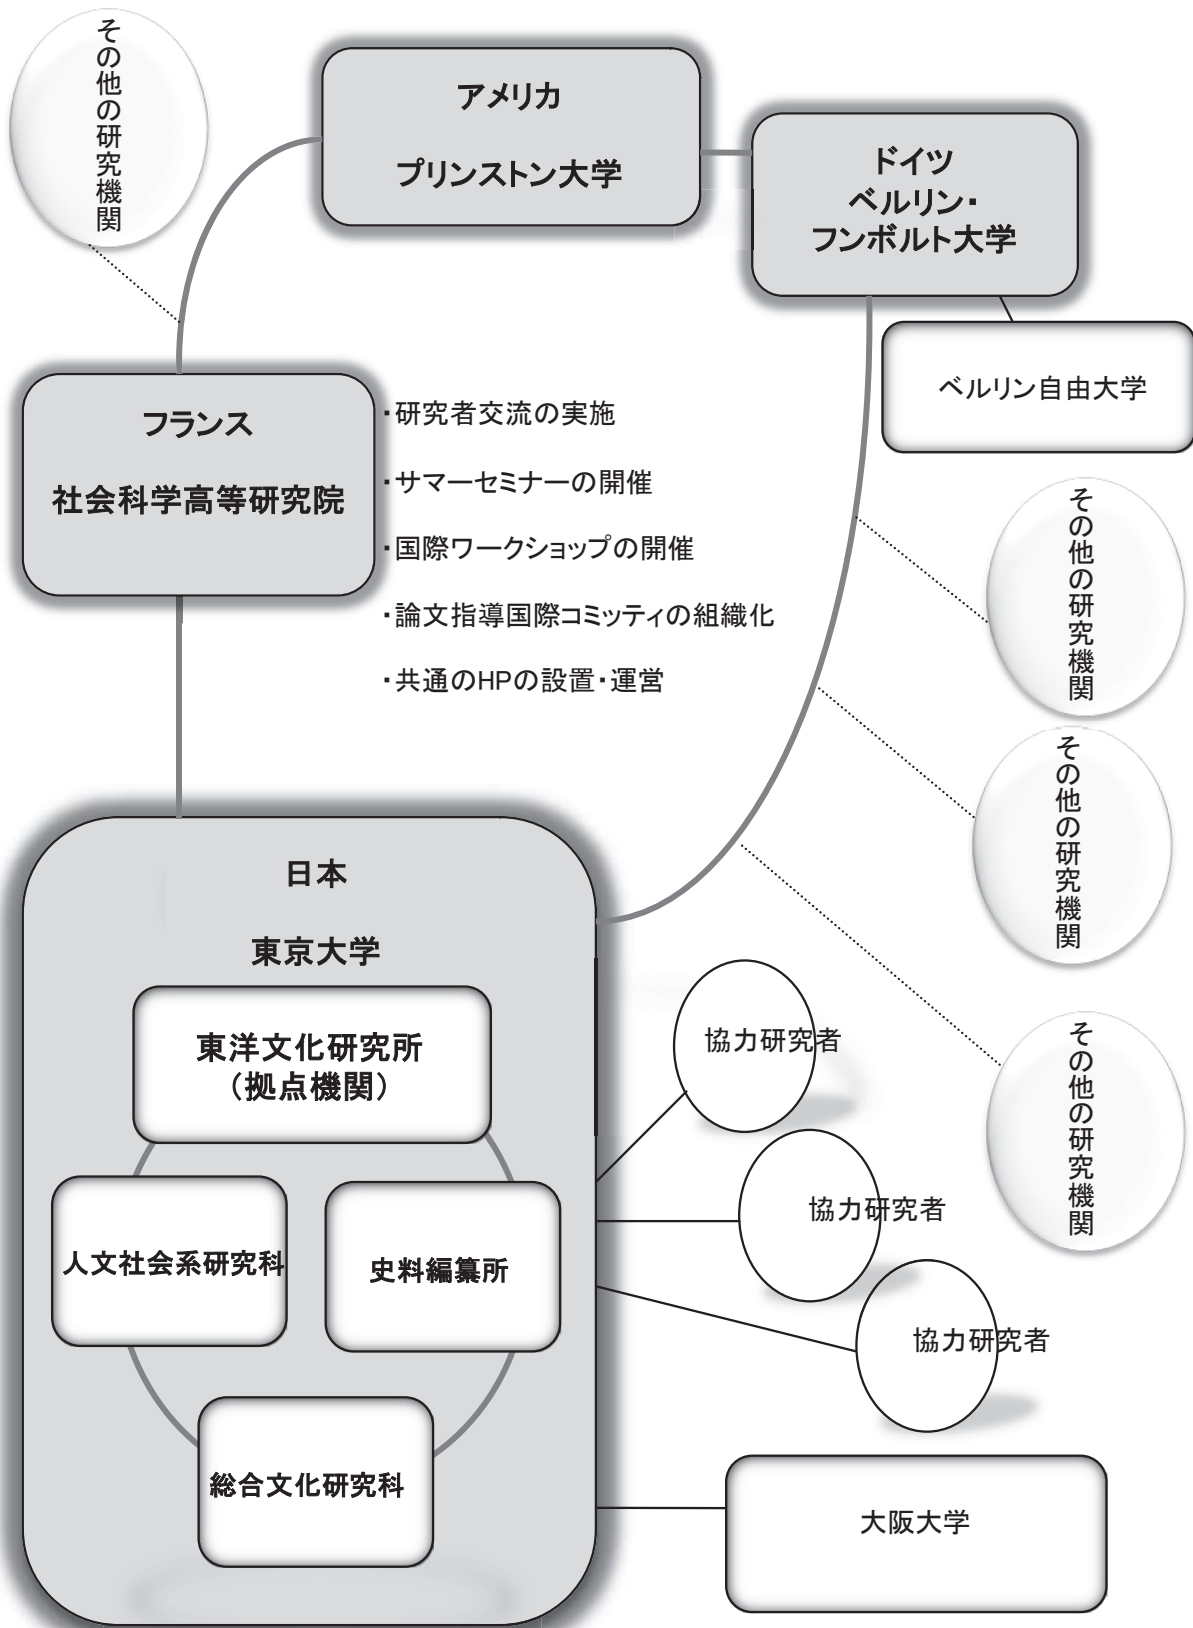 その他の研究機関
アメリカ
プリンストン大学
ドイツ
ベルリン・
フンボルト大学
ベルリン自由大学
フランス
社会科学高等研究院
・研究者交流の実施
・サマーセミナーの開催
・国際ワークショップの開催
・論文指導国際コミッティの組織化
・共通のHPの設置・運営
その他の研究機関
その他の研究機関
その他の研究機関
日本
東京大学
東洋文化研究所
（拠点機関）
人文社会系研究科
史料編纂所
総合文化研究科
協力研究者
協力研究者
協力研究者
大阪大学